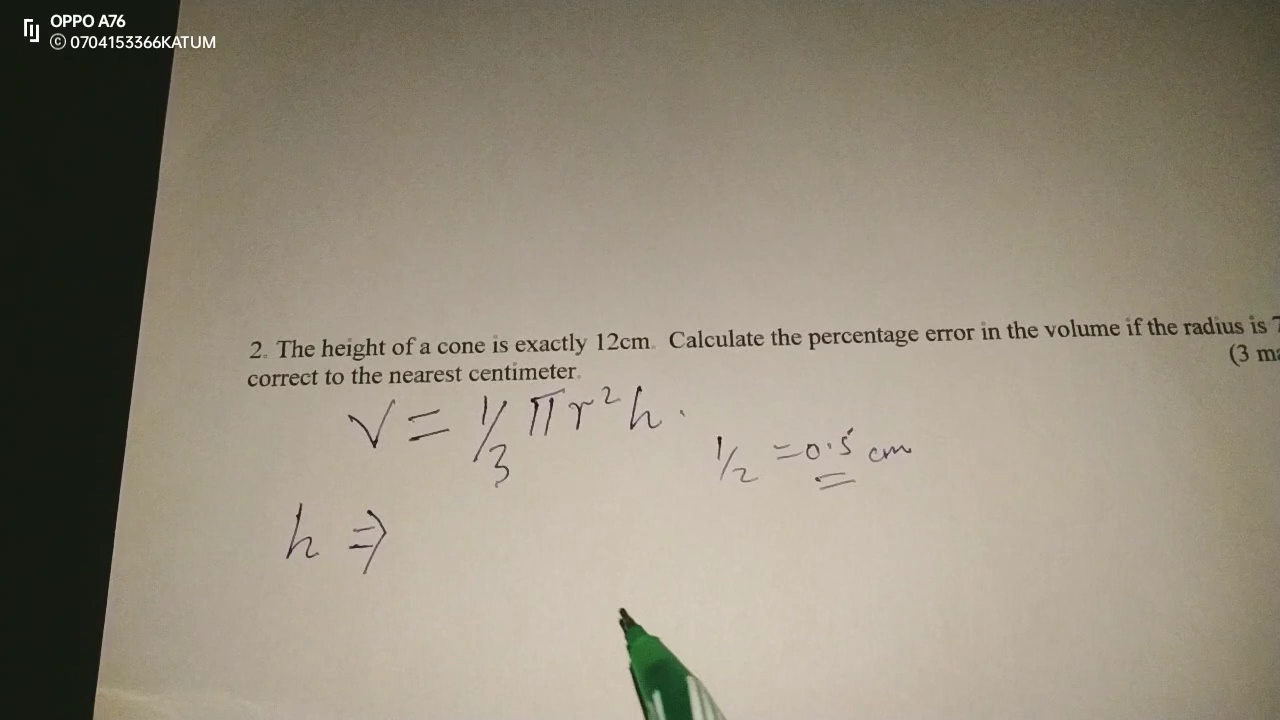 OPPO A76
© 0704153366KATUM
2. The height of a cone is exactly 12cm. Calculate the percentage error in the volume if the radius is 7
(3 ma
correct to the nearest centimeter.
V = 1/3 πr²h.
1/2 = 0.5 cm
h ⇒